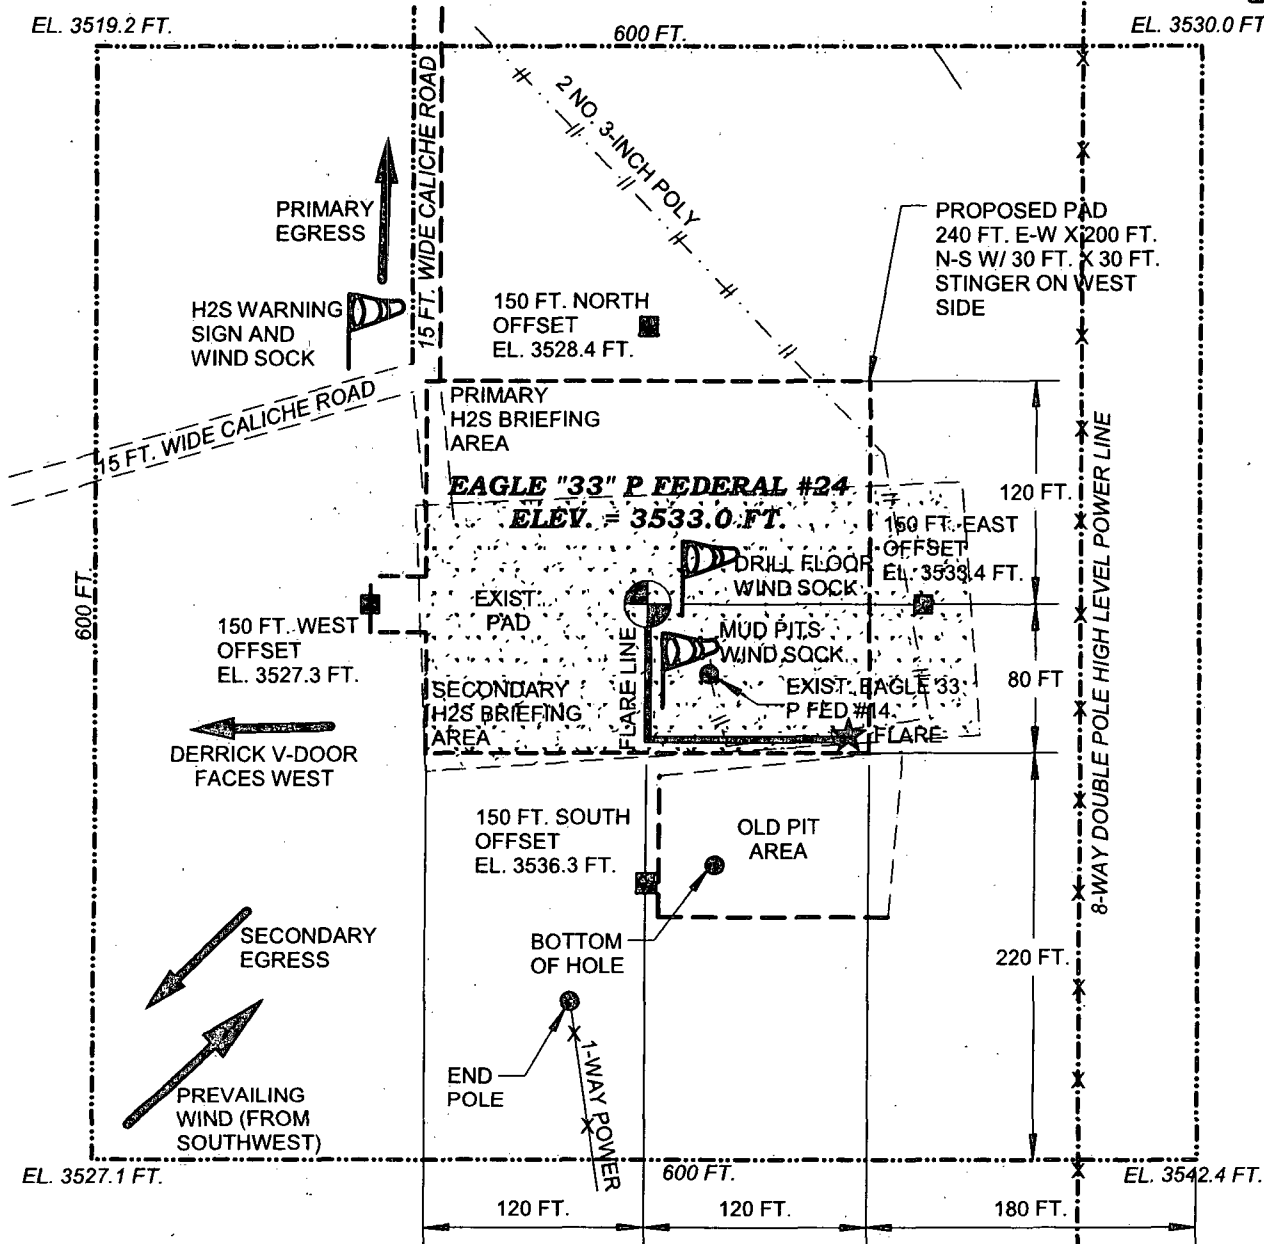 EL. 3519.2 FT.
600 FT.
EL. 3530.0 FT.
15 FT. WIDE CALICHE ROAD
2 NO. 3-INCH POLY
PRIMARY
EGRESS
PROPOSED PAD
240 FT. E-W X 200 FT.
N-S W/ 30 FT. X 30 FT.
STINGER ON WEST
SIDE
H2S WARNING
SIGN AND
WIND SOCK
150 FT. NORTH
OFFSET
EL. 3528.4 FT.
15 FT. WIDE CALICHE ROAD
PRIMARY
H2S BRIEFING
AREA
EAGLE "33" P FEDERAL #24
ELEV. = 3533.0 FT.
120 FT.
8-WAY DOUBLE POLE HIGH LEVEL POWER LINE
150 FT. EAST
OFFSET
EL. 3533.4 FT.
DRILL FLOOR
WIND SOCK
600 FT.
EXIST.
PAD
150 FT. WEST
OFFSET
EL. 3527.3 FT.
FLARE LINE
MUD PITS
WIND SOCK
EXIST. EAGLE 33
P FED #14
80 FT
SECONDARY
H2S BRIEFING
AREA
FLARE
DERRICK V-DOOR
FACES WEST
150 FT. SOUTH
OFFSET
EL. 3536.3 FT.
OLD PIT
AREA
SECONDARY
EGRESS
BOTTOM
OF HOLE
220 FT.
END
POLE
1-WAY POWER
PREVAILING
WIND (FROM
SOUTHWEST)
EL. 3527.1 FT.
600 FT.
EL. 3542.4 FT.
120 FT.
120 FT.
180 FT.